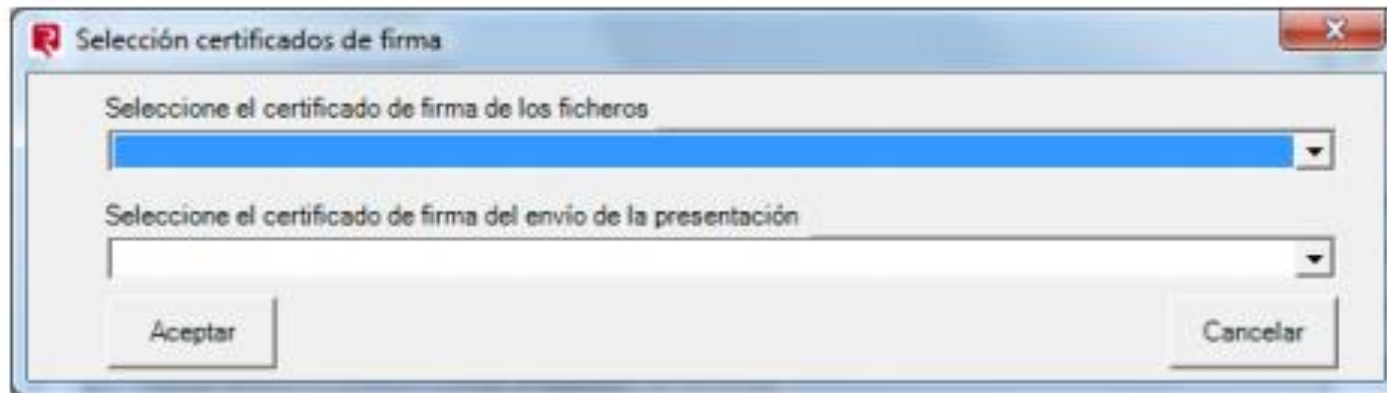 Selección certificados de firma
Seleccione el certificado de firma de los ficheros
Seleccione el certificado de firma del envío de la presentación
Aceptar
Cancelar